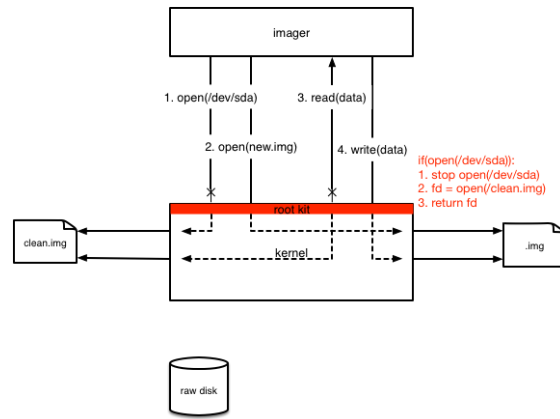 imager
1. open(/dev/sda)
3. read(data)
2. open(new.img)
4. write(data)
if(open(/dev/sda)):
1. stop open(/dev/sda)
2. fd = open(/clean.img)
3. return fd
root kit
clean.img
kernel
.img
raw disk